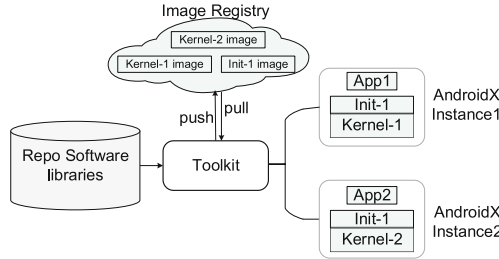 Image Registry
Kernel-2 image
Kernel-1 image
Init-1 image
push
pull
Repo Software
libraries
Toolkit
App1
Init-1
Kernel-1
AndroidX
Instance1
App2
Init-1
Kernel-2
AndroidX
Instance2